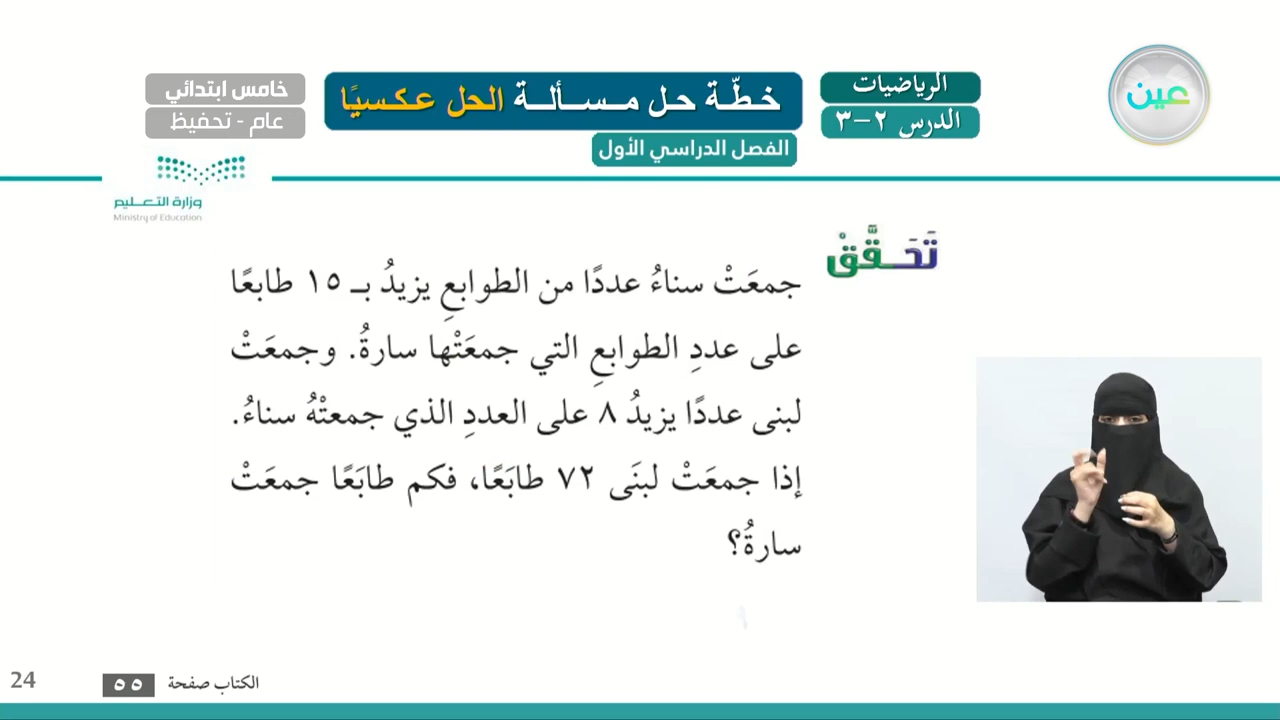 عين
الرياضيات
الدرس ٢-٣
خطّة حل مسألة الحل عكسيًا
الفصل الدراسي الأول
خامس ابتدائي
عام - تحفيظ
وزارة التعليم
Ministry of Education
تَحَقَّقْ
جمعَتْ سناءُ عددًا من الطوابعِ يزيدُ بـ ١٥ طابعًا
على عددِ الطوابعِ التي جمعَتْها سارةُ. وجمعَتْ
لبنى عددًا يزيدُ ٨ على العددِ الذي جمعتْهُ سناءُ.
إذا جمعَتْ لبنَى ٧٢ طابَعًا، فكم طابَعًا جمعَتْ
سارةُ؟
الكتاب صفحة ٥٥
24